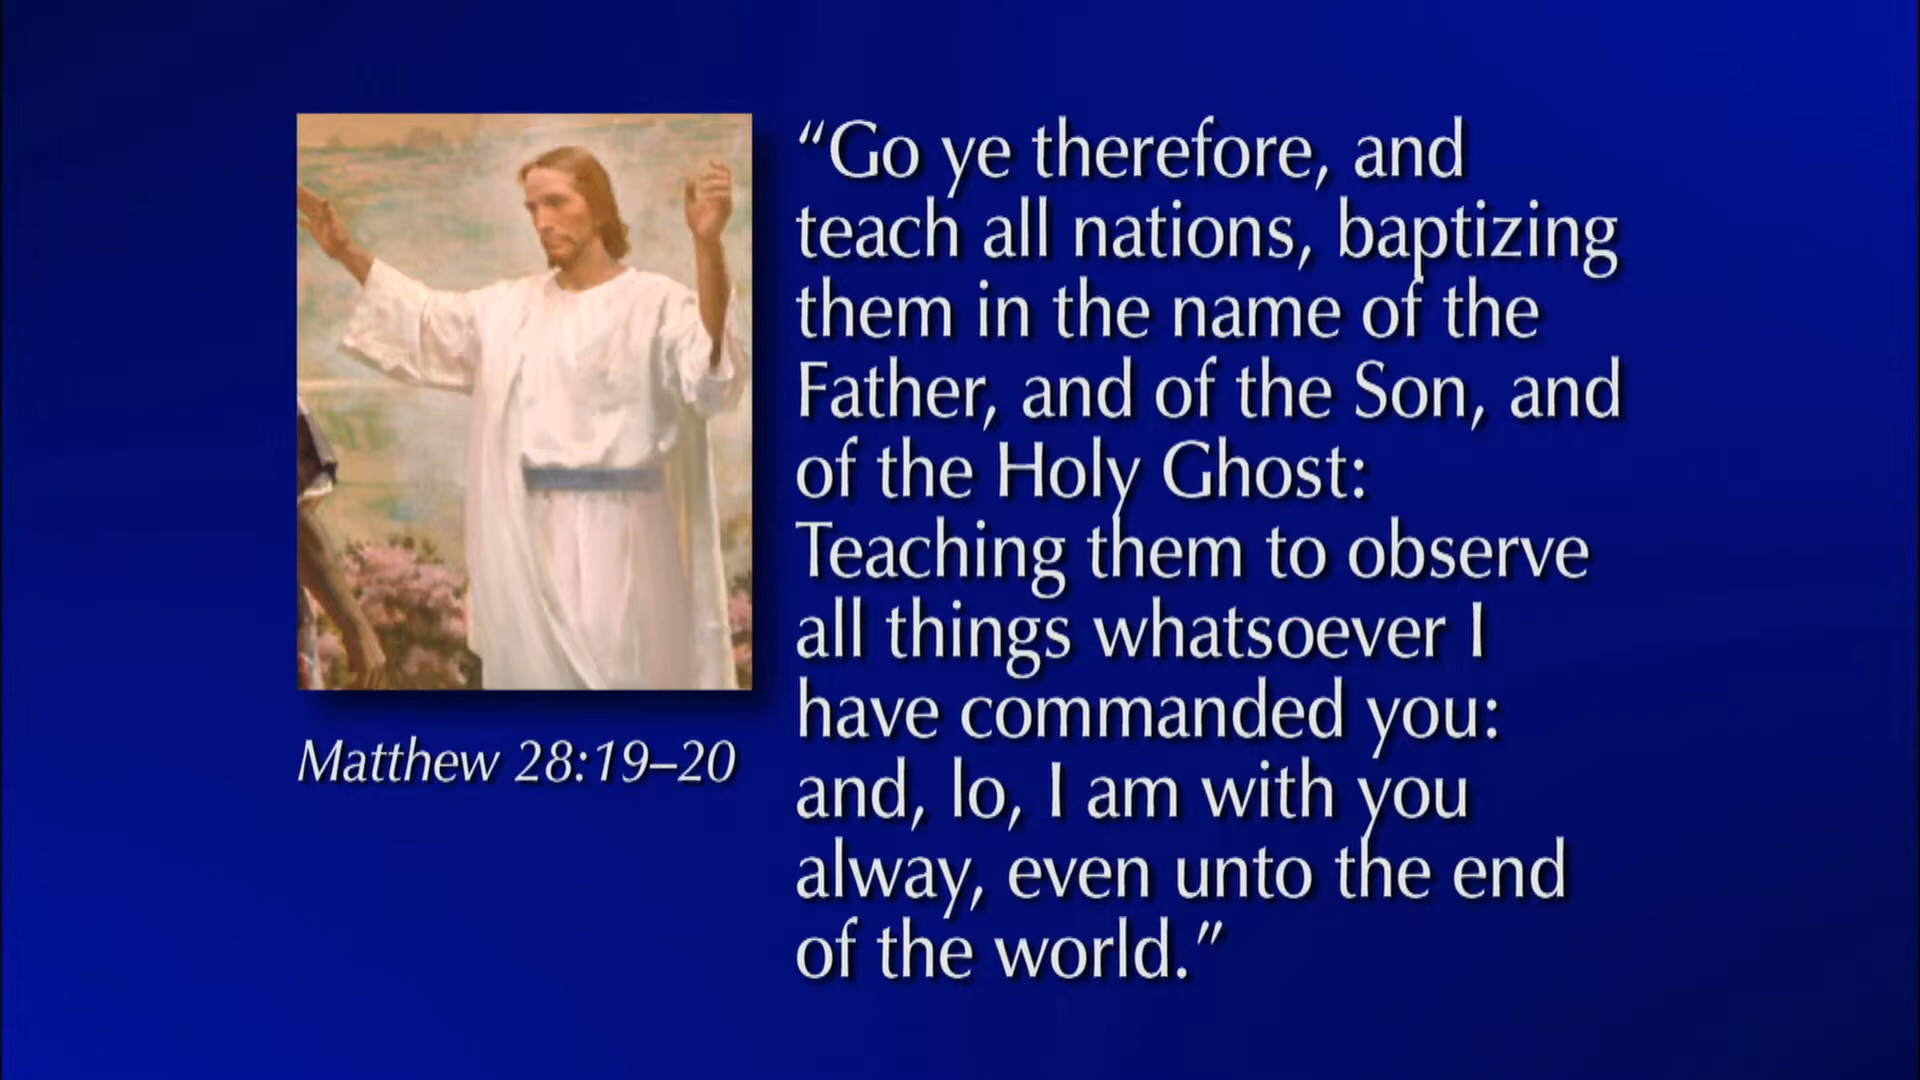 “Go ye therefore, and
teach all nations, baptizing
them in the name of the
Father, and of the Son, and
of the Holy Ghost:
Teaching them to observe
all things whatsoever I
have commanded you:
and, lo, I am with you
alway, even unto the end
of the world.”
Matthew 28:19–20